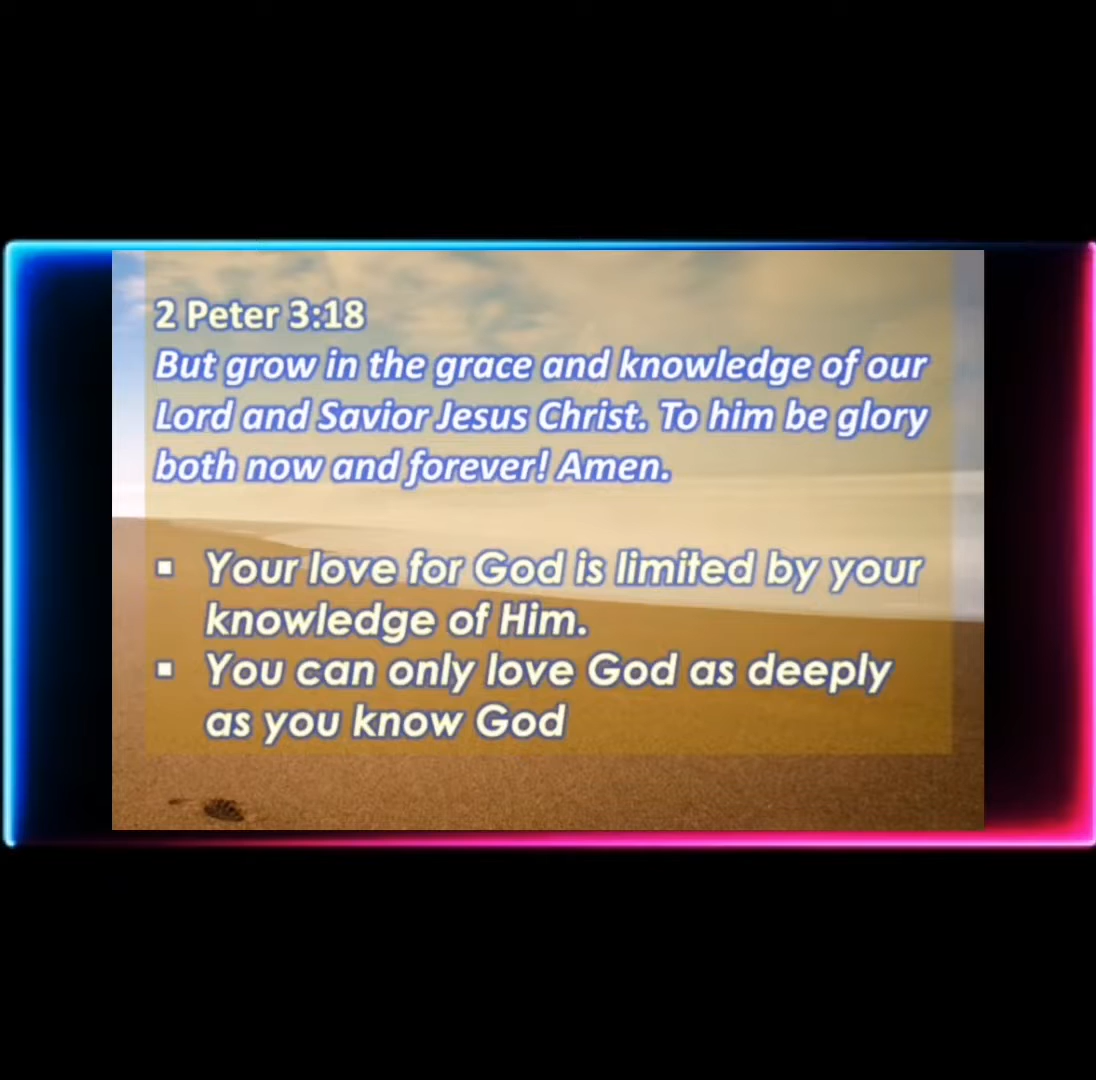 2 Peter 3:18
But grow in the grace and knowledge of our
Lord and Savior Jesus Christ. To him be glory
both now and forever! Amen.
▪ Your love for God is limited by your
knowledge of Him.
▪ You can only love God as deeply
as you know God